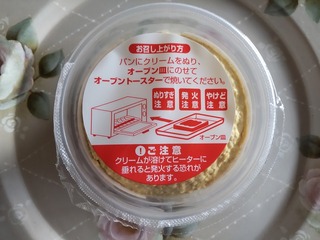 お召し上がり方
パンにクリームをぬり、
オーブン皿にのせて
オーブントースターで焼いてください。
ぬりすぎ 発火 やけど
注意 注意 注意
オーブン皿
ご注意
クリームが溶けてヒーターに
垂れると発火する恐れが
あります。